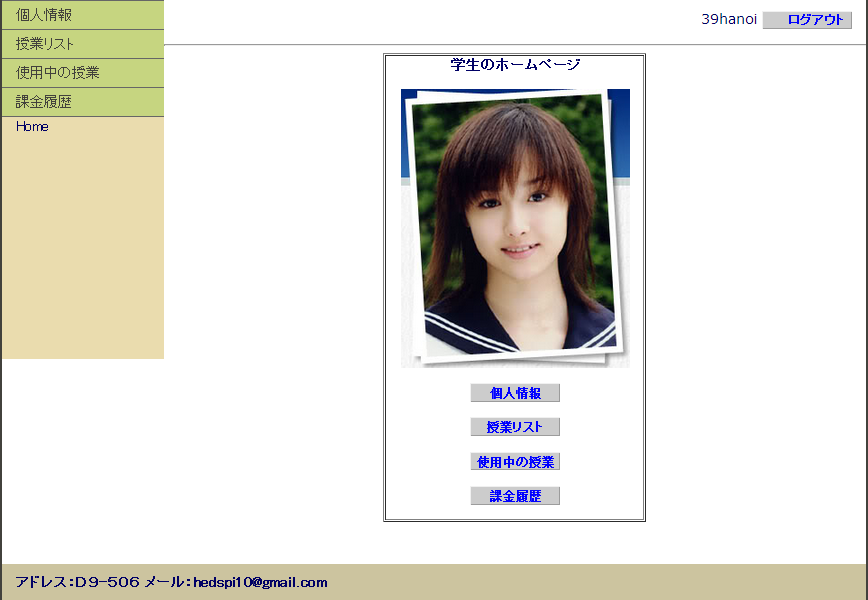 個人情報
授業リスト
使用中の授業
課金履歴
Home
39hanoi ログアウト
学生のホームページ
個人情報
授業リスト
使用中の授業
課金履歴
アドレス：Ｄ９-５０６ メール：hedspi10@gmail.com